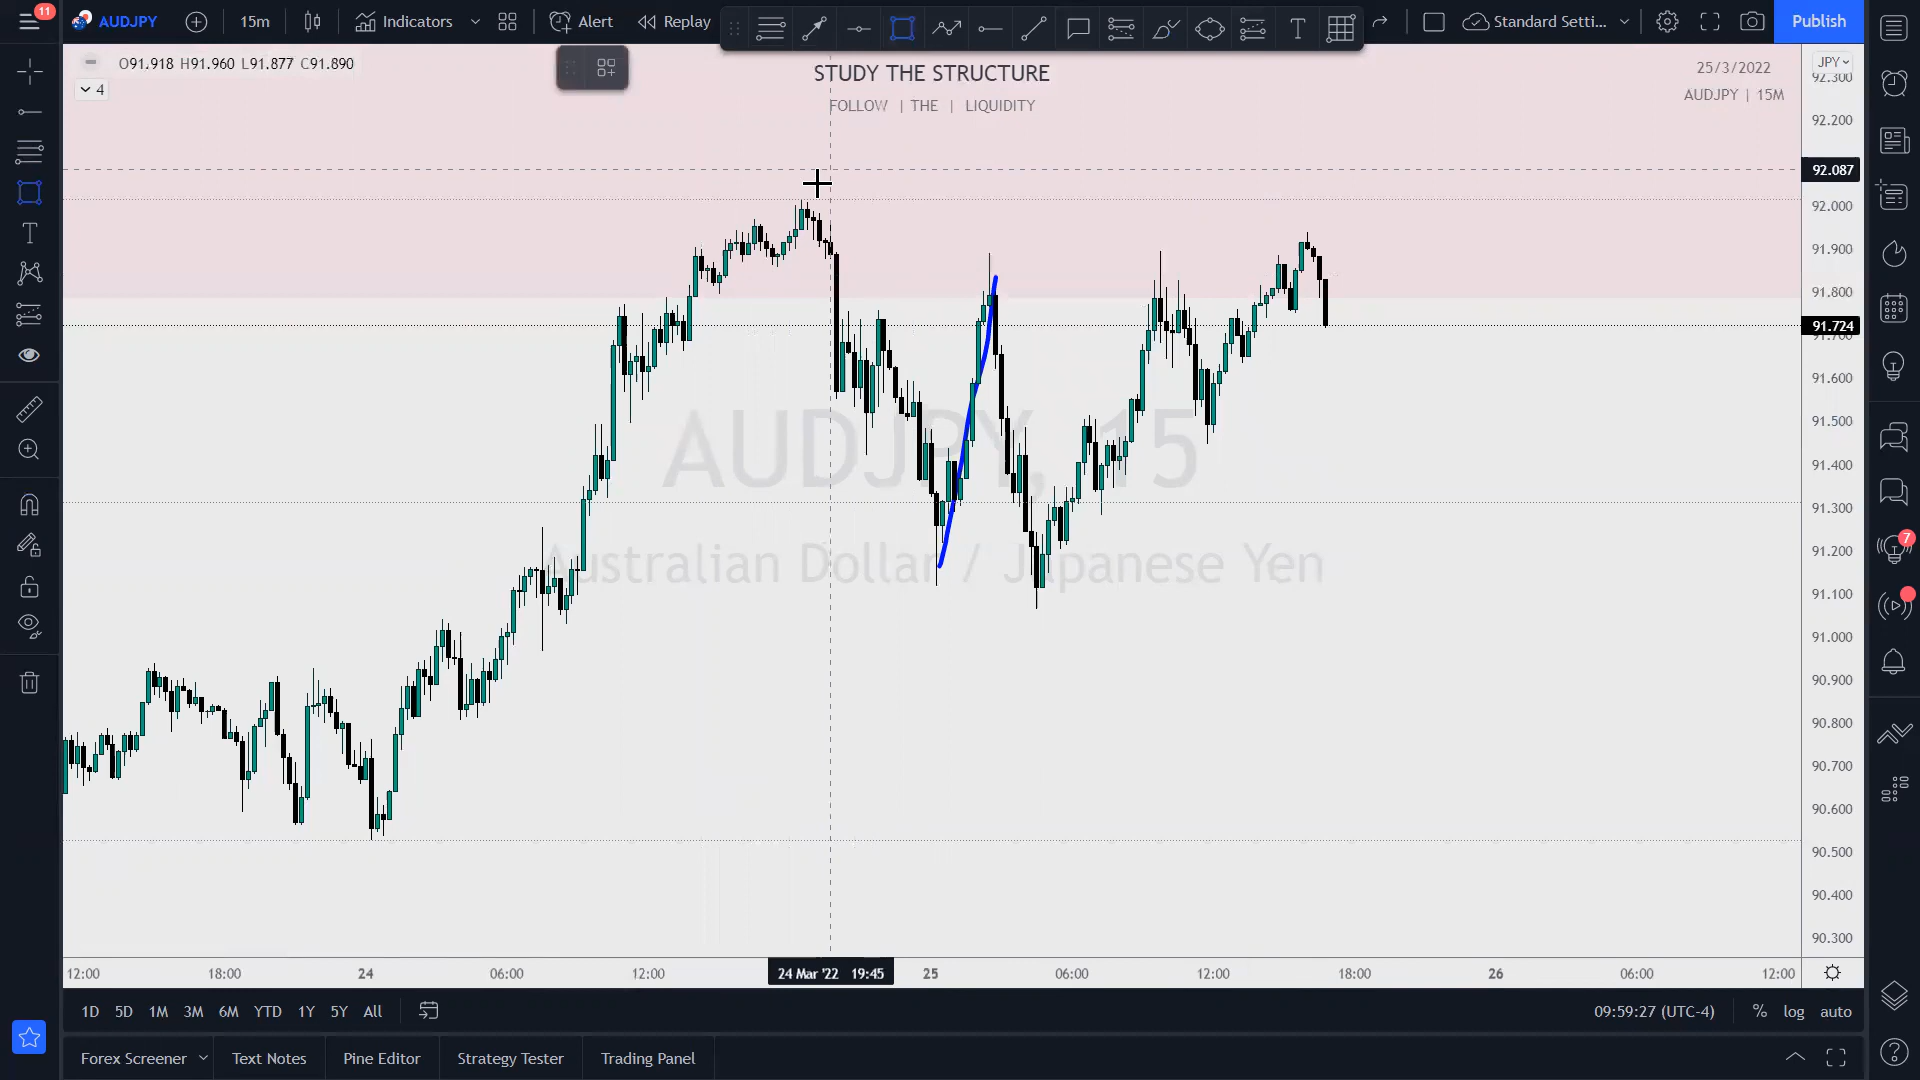 11
AUDJPY
15m
Indicators
Alert
Replay
Standard Setti...
Publish
O91.918 H91.960 L91.877 C91.890
4
STUDY THE STRUCTURE
FOLLOW | THE | LIQUIDITY
25/3/2022
AUDJPY | 15M
JPY
92.300
92.200
92.087
92.000
91.900
91.800
91.724
91.700
91.600
91.500
91.400
91.300
91.200
91.100
91.000
90.900
90.800
90.700
90.600
90.500
90.400
90.300
AUDJPY, 15
Australian Dollar / Japanese Yen
7
12:00
18:00
24
06:00
12:00
24 Mar '22 19:45
25
06:00
12:00
18:00
26
06:00
12:00
1D
5D
1M
3M
6M
YTD
1Y
5Y
All
09:59:27 (UTC-4)
%
log
auto
Forex Screener
Text Notes
Pine Editor
Strategy Tester
Trading Panel